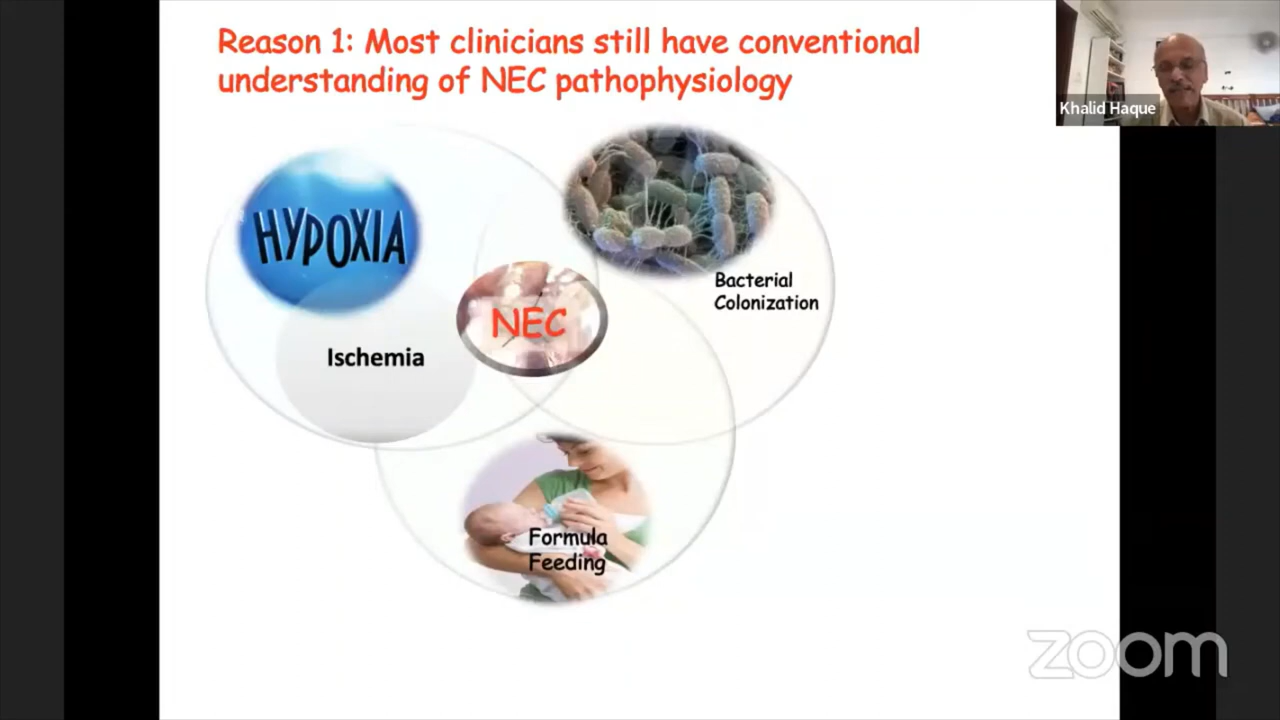 Reason 1: Most clinicians still have conventional
understanding of NEC pathophysiology
Khalid Haque
HYPOXIA
Bacterial
Colonization
NEC
Ischemia
Formula
Feeding
zoom